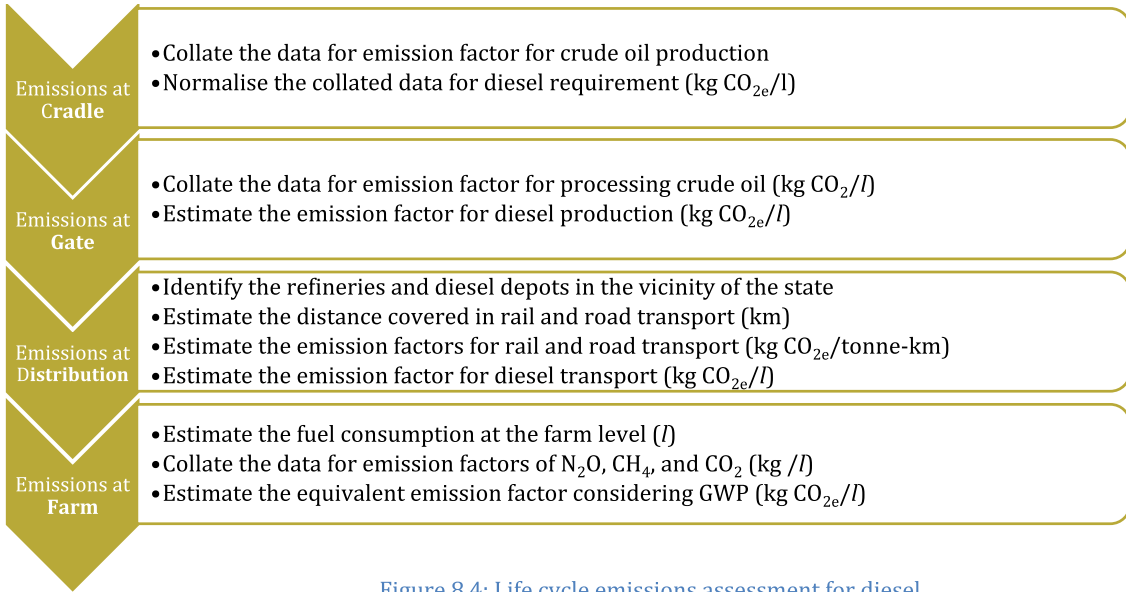 Emissions at
Cradle
•Collate the data for emission factor for crude oil production
•Normalise the collated data for diesel requirement (kg CO2e/l)
Emissions at
Gate
•Collate the data for emission factor for processing crude oil (kg CO2/l)
•Estimate the emission factor for diesel production (kg CO2e/l)
Emissions at
Distribution
•Identify the refineries and diesel depots in the vicinity of the state
•Estimate the distance covered in rail and road transport (km)
•Estimate the emission factors for rail and road transport (kg CO2e/tonne-km)
•Estimate the emission factor for diesel transport (kg CO2e/l)
Emissions at
Farm
•Estimate the fuel consumption at the farm level (l)
•Collate the data for emission factors of N2O, CH4, and CO2 (kg /l)
•Estimate the equivalent emission factor considering GWP (kg CO2e/l)
Figure 8.4: Life cycle emissions assessment for diesel